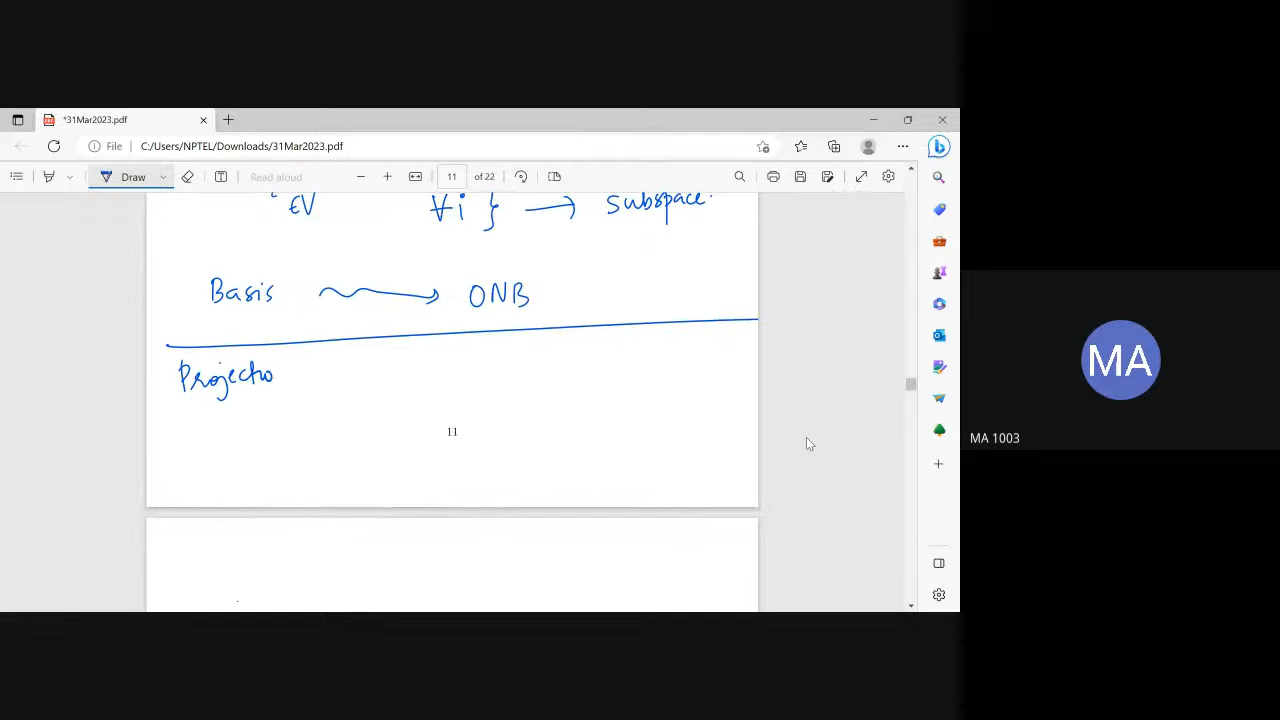 *31Mar2023.pdf
File C:/Users/NPTEL/Downloads/31Mar2023.pdf
Draw Read aloud 11 of 22
∈V ∀i } → subspace.
Basis → ONB
Projectio
11
MA
MA 1003